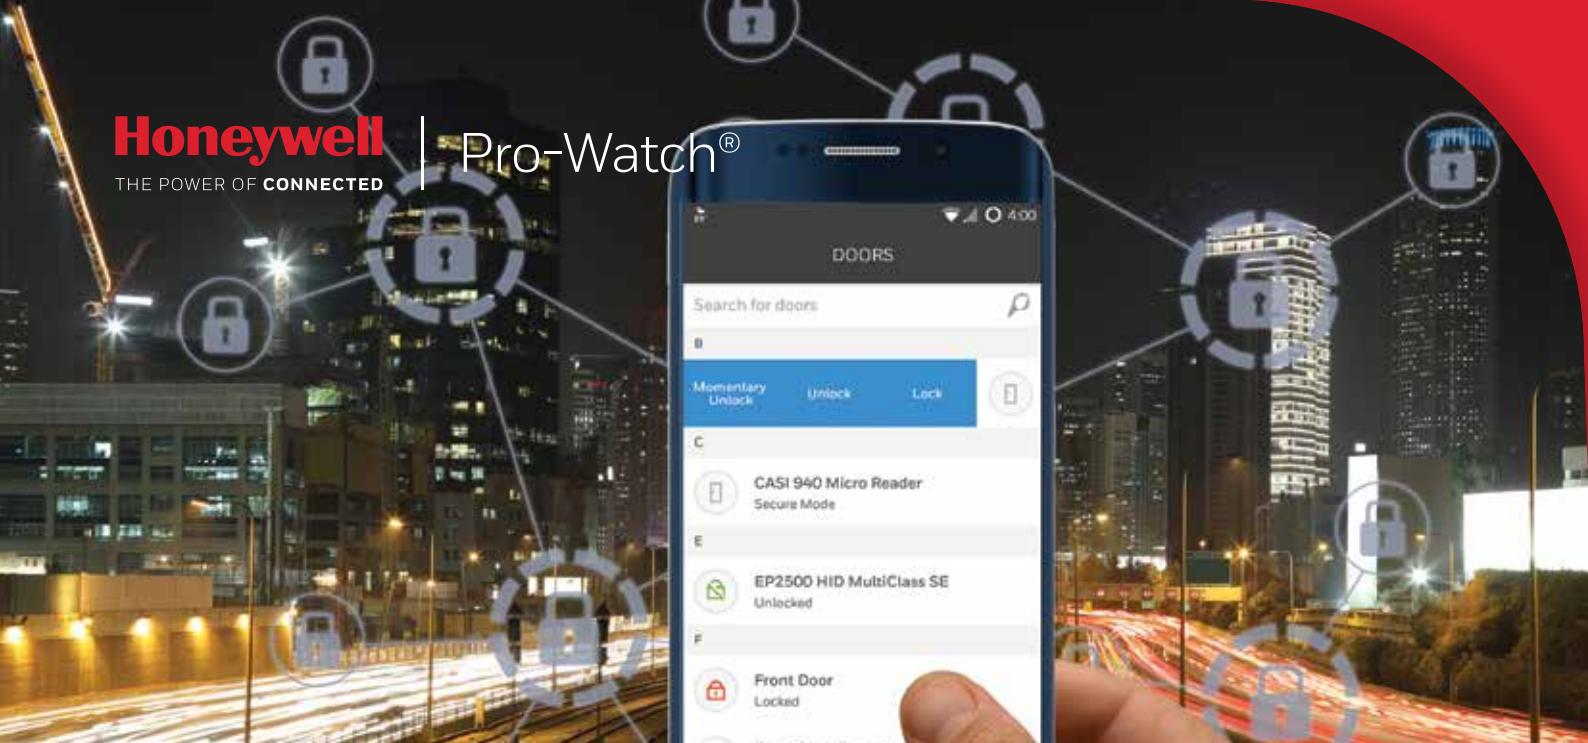 Honeywell
THE POWER OF CONNECTED
Pro-Watch®
4:00
DOORS
Search for doors
B
Momentary
Unlock
Unlock
Lock
C
CASI 940 Micro Reader
Secure Mode
E
EP2500 HID MultiClass SE
Unlocked
F
Front Door
Locked